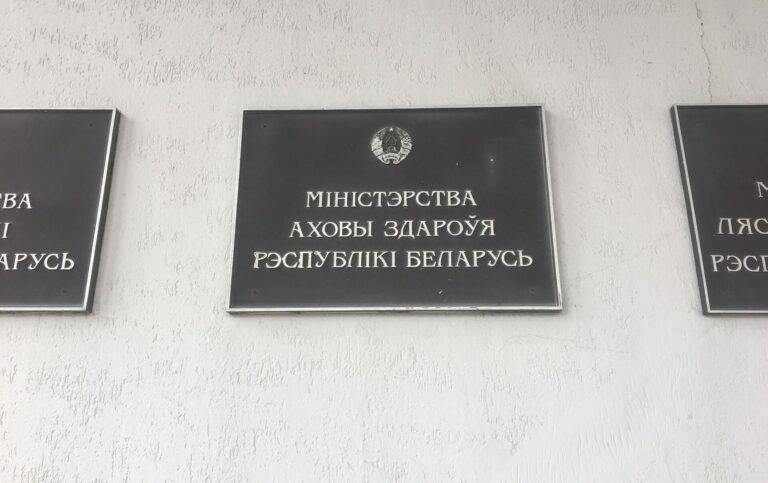 МІНІСТЭРСТВА
АХОВЫ ЗДАРОЎЯ
РЭСПУБЛІКІ БЕЛАРУСЬ